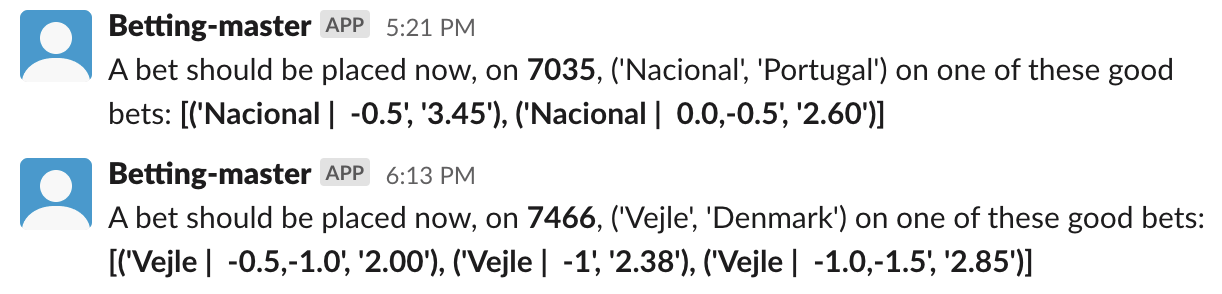 Betting-master APP 5:21 PM
A bet should be placed now, on 7035, ('Nacional', 'Portugal') on one of these good
bets: [('Nacional |  -0.5', '3.45'), ('Nacional |  0.0,-0.5', '2.60')]
Betting-master APP 6:13 PM
A bet should be placed now, on 7466, ('Vejle', 'Denmark') on one of these good bets:
[('Vejle |  -0.5,-1.0', '2.00'), ('Vejle |  -1', '2.38'), ('Vejle |  -1.0,-1.5', '2.85')]